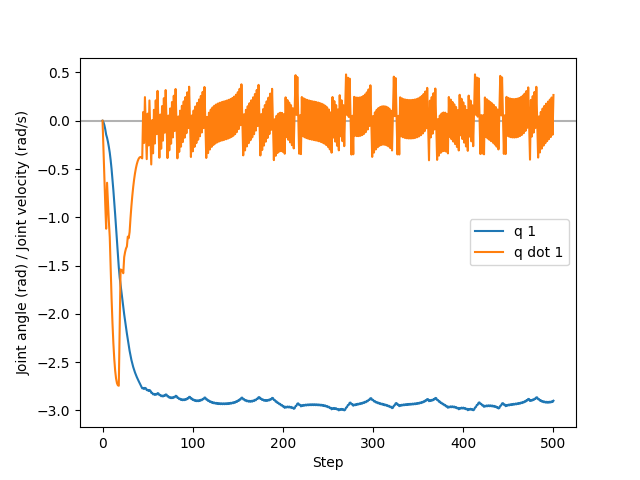 Joint angle (rad) / Joint velocity (rad/s)
0.5
0.0
−0.5
−1.0
−1.5
−2.0
−2.5
−3.0
q 1
q dot 1
0 100 200 300 400 500
Step